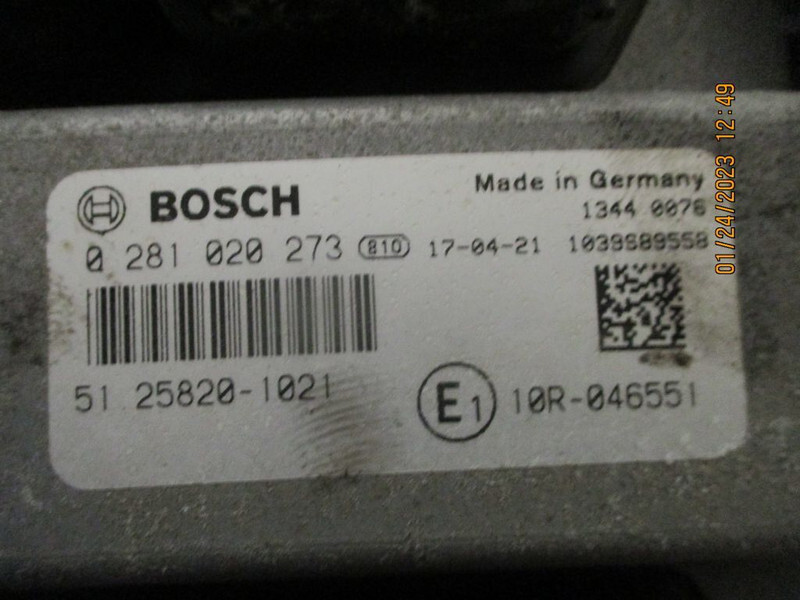 BOSCH
Made in Germany
1344 0076
0 281 020 273 810 17-04-21 1039S89558
51 25820-1021
E1 10R-046551
01/24/2023 12:49